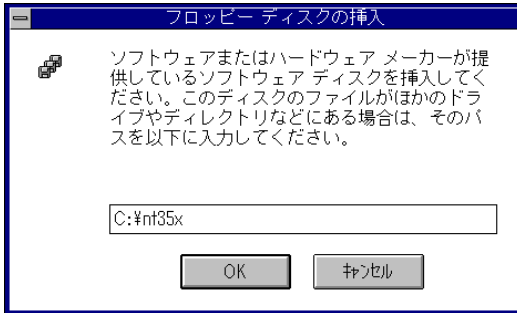 フロッピー ディスクの挿入
ソフトウェアまたはハードウェア メーカーが提
供しているソフトウェア ディスクを挿入してく
ださい。このディスクのファイルがほかのドラ
イブやディレクトリなどにある場合は、そのパ
スを以下に入力してください。
C:¥nt35x
OK
ｷｬﾝｾﾙ